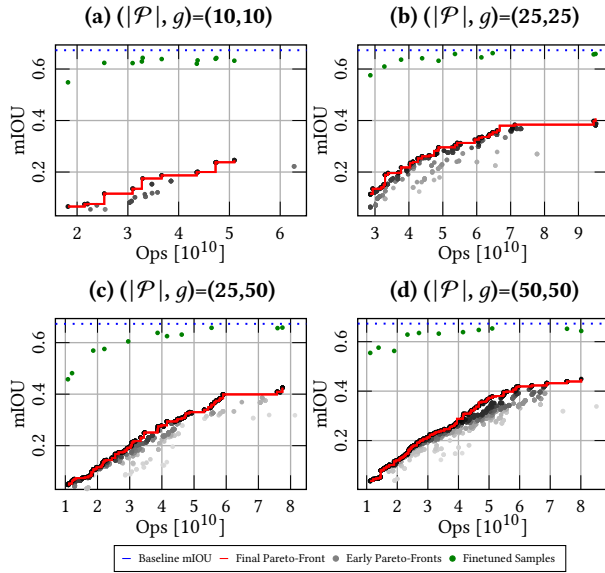 (a) (|𝒫|, g)=(10,10)
(b) (|𝒫|, g)=(25,25)
0.6
0.4
0.2
mIOU
2
3
4
5
6
Ops [10^10]
0.6
0.4
0.2
mIOU
3
4
5
6
7
8
9
Ops [10^10]
(c) (|𝒫|, g)=(25,50)
(d) (|𝒫|, g)=(50,50)
0.6
0.4
0.2
mIOU
1
2
3
4
5
6
7
8
Ops [10^10]
0.6
0.4
0.2
mIOU
1
2
3
4
5
6
7
8
Ops [10^10]
Baseline mIOU
Final Pareto-Front
Early Pareto-Fronts
Finetuned Samples